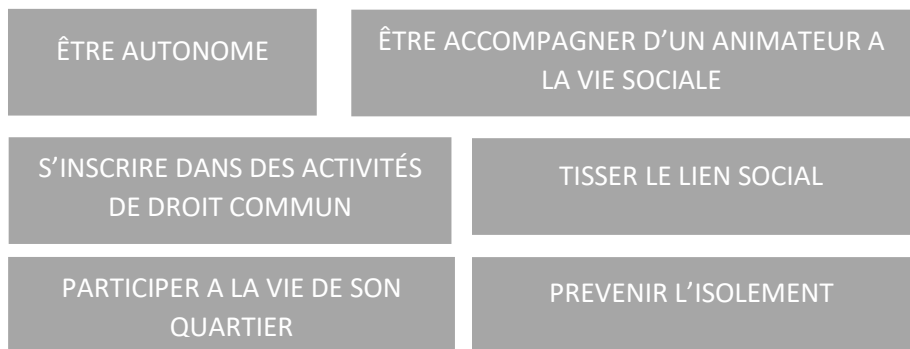 ÊTRE AUTONOME
ÊTRE ACCOMPAGNER D’UN ANIMATEUR A
LA VIE SOCIALE
S’INSCRIRE DANS DES ACTIVITÉS
DE DROIT COMMUN
TISSER LE LIEN SOCIAL
PARTICIPER A LA VIE DE SON
QUARTIER
PREVENIR L’ISOLEMENT